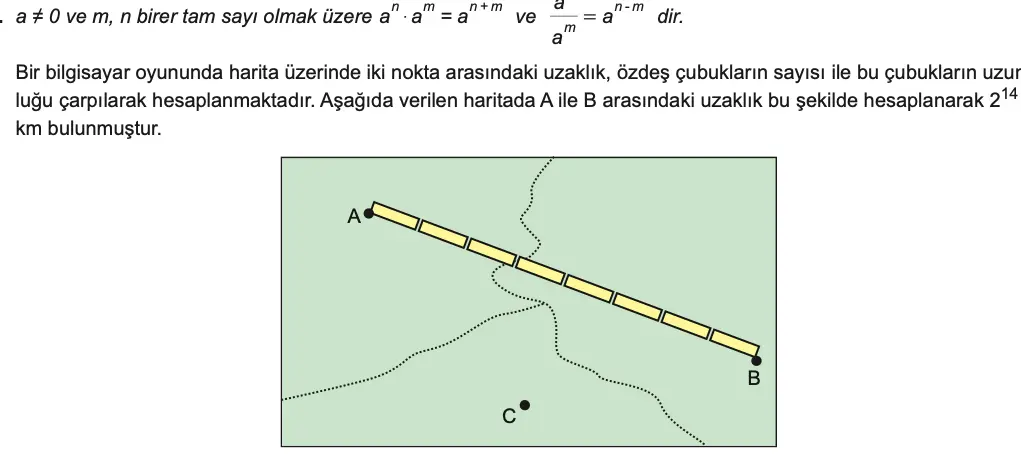 . a ≠ 0 ve m, n birer tam sayı olmak üzere aⁿ · aᵐ = aⁿ⁺ᵐ ve aⁿ/aᵐ = aⁿ⁻ᵐ dir.
Bir bilgisayar oyununda harita üzerinde iki nokta arasındaki uzaklık, özdeş çubukların sayısı ile bu çubukların uzun
luğu çarpılarak hesaplanmaktadır. Aşağıda verilen haritada A ile B arasındaki uzaklık bu şekilde hesaplanarak 2¹⁴
km bulunmuştur.
A
B
C